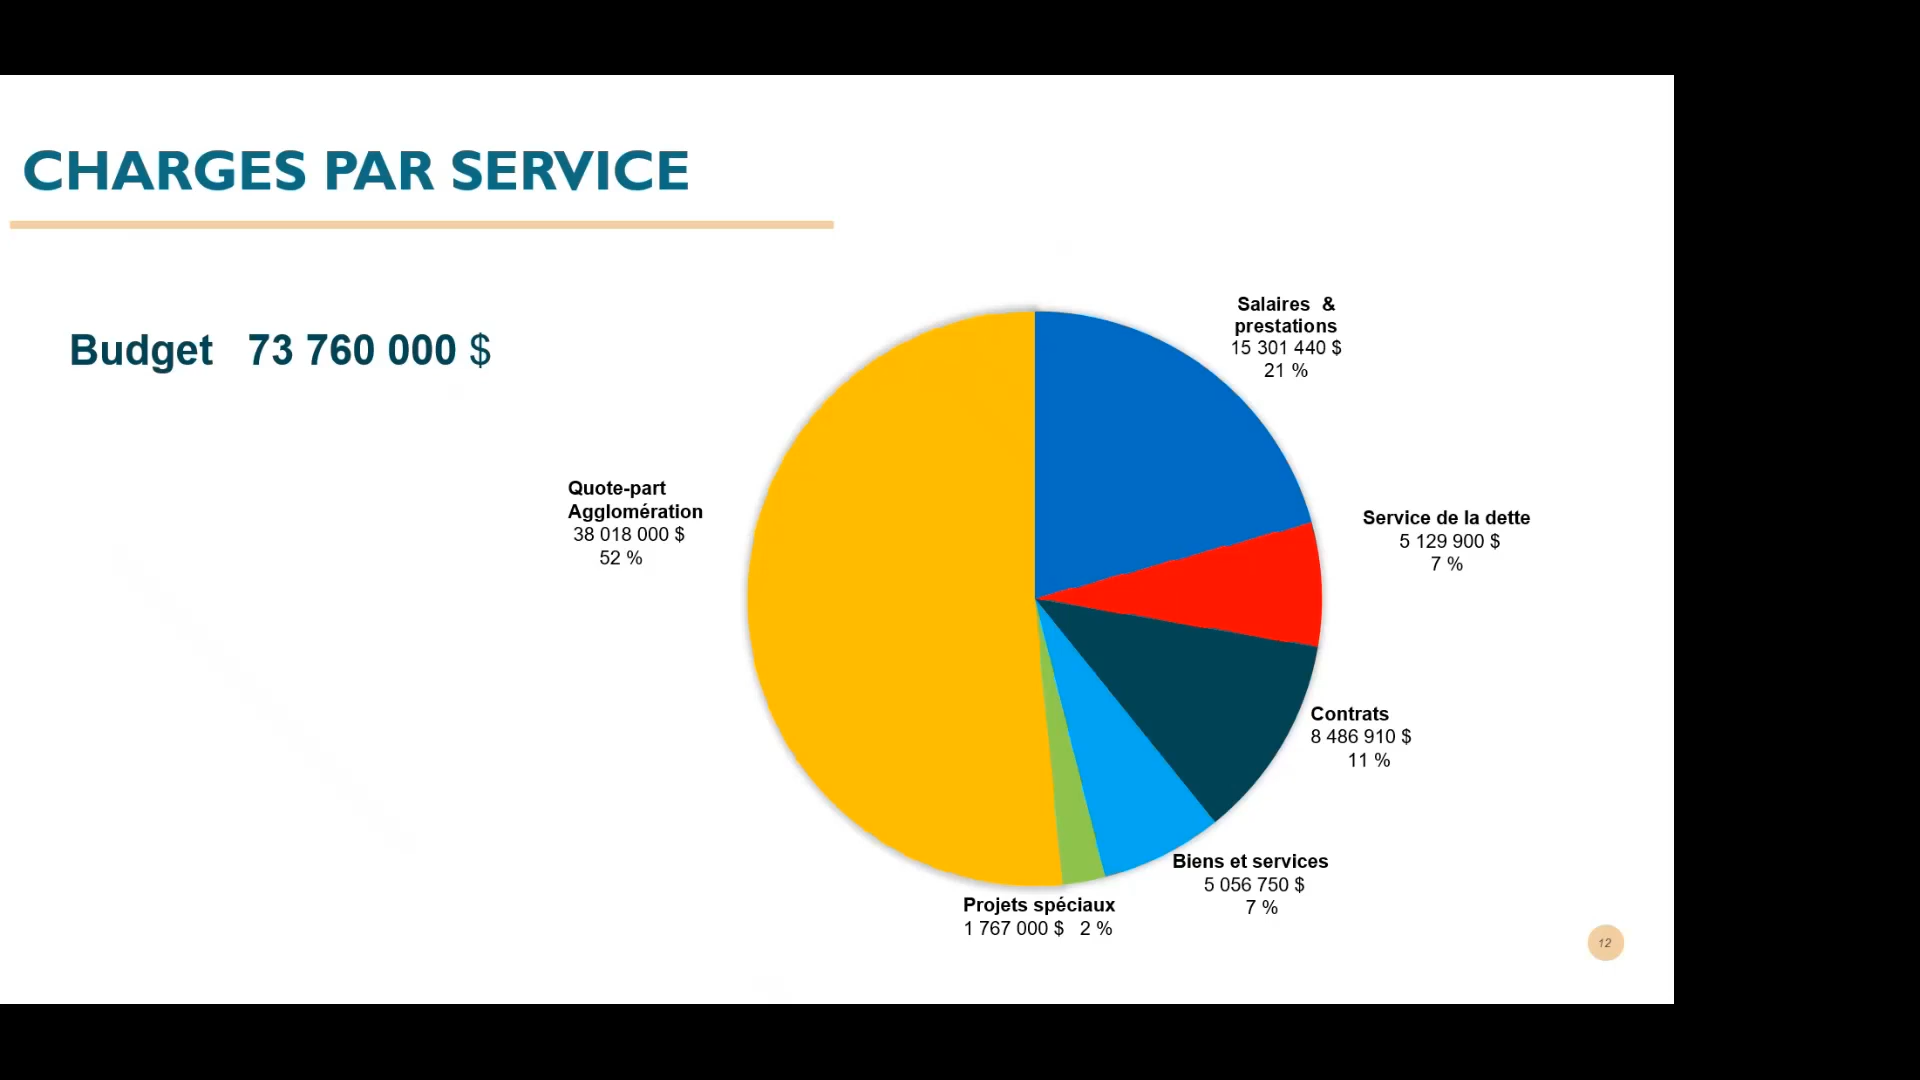 CHARGES PAR SERVICE
Budget 73 760 000 $
Salaires &
prestations
15 301 440 $
21 %
Service de la dette
5 129 900 $
7 %
Contrats
8 486 910 $
11 %
Biens et services
5 056 750 $
7 %
Projets spéciaux
1 767 000 $ 2 %
Quote-part
Agglomération
38 018 000 $
52 %
12